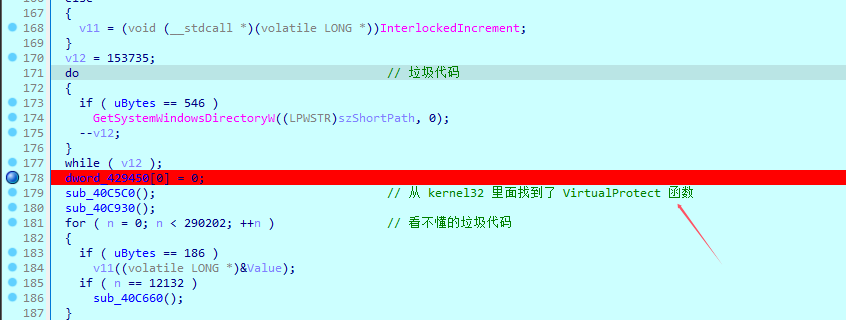 167 {
168 v11 = (void (__stdcall *)(volatile LONG *))InterlockedIncrement;
169 }
170 v12 = 153735;
171 do // 垃圾代码
172 {
173 if ( uBytes == 546 )
174 GetSystemWindowsDirectoryW((LPWSTR)szShortPath, 0);
175 --v12;
176 }
177 while ( v12 );
178 dword_429450[0] = 0;
179 sub_40C5C0(); // 从 kernel32 里面找到了 VirtualProtect 函数
180 sub_40C930();
181 for ( n = 0; n < 290202; ++n ) // 看不懂的垃圾代码
182 {
183 if ( uBytes == 186 )
184 v11((volatile LONG *)&Value);
185 if ( n == 12132 )
186 sub_40C660();
187 }